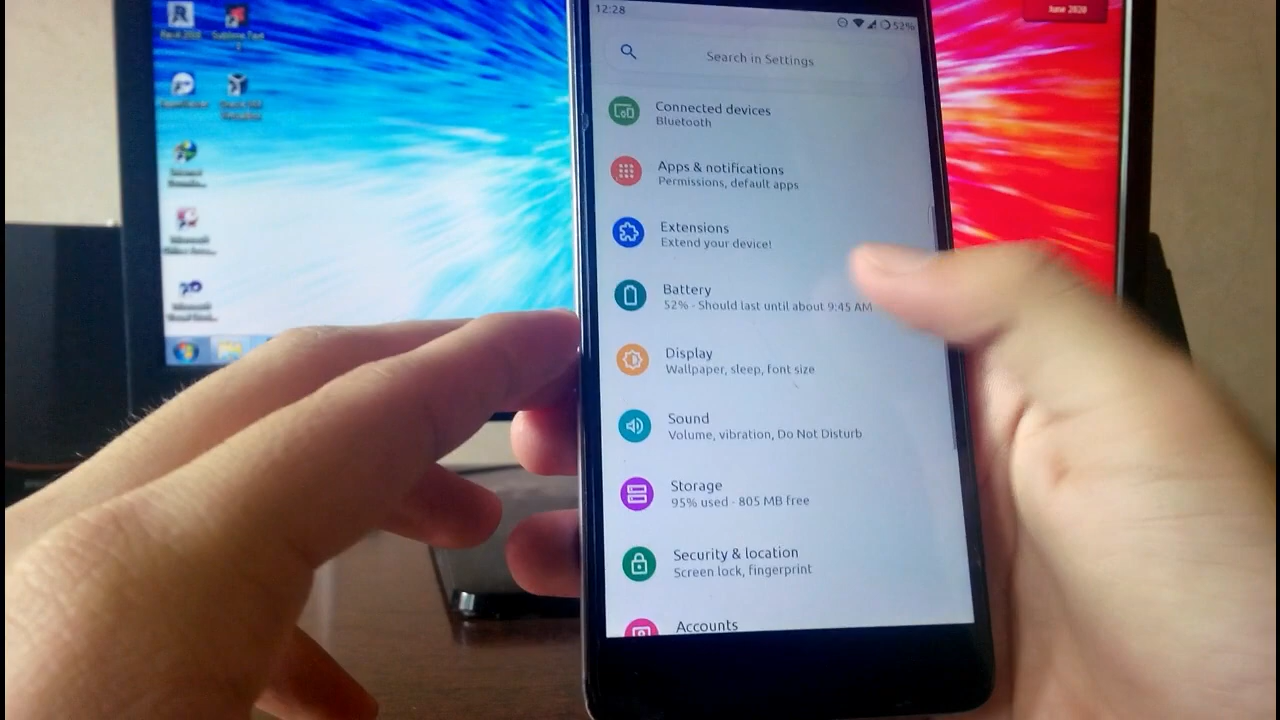 12:28
52%
June 2020
Search in Settings
Connected devices
Bluetooth
Apps & notifications
Permissions, default apps
Extensions
Extend your device!
Battery
52% - Should last until about 9:45 AM
Display
Wallpaper, sleep, font size
Sound
Volume, vibration, Do Not Disturb
Storage
95% used - 805 MB free
Security & location
Screen lock, fingerprint
Accounts